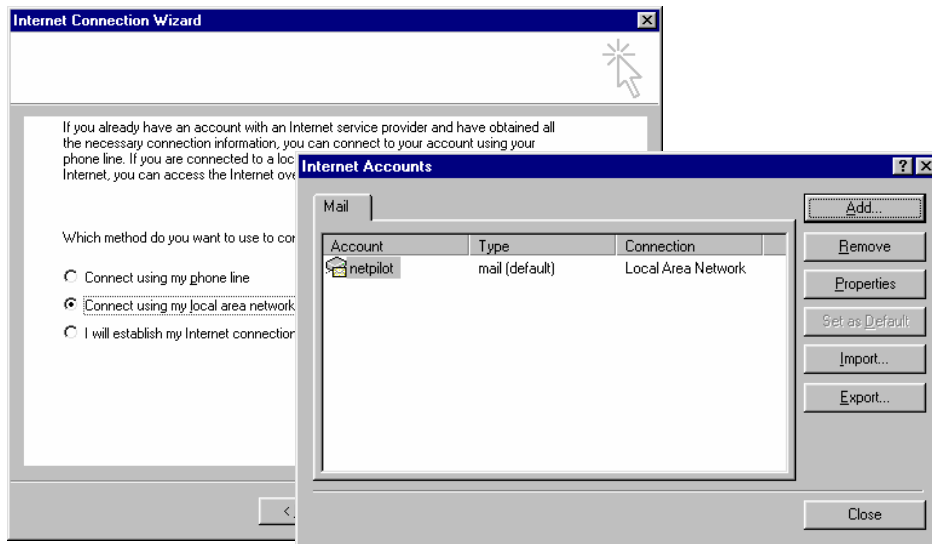 Internet Connection Wizard
If you already have an account with an Internet service provider and have obtained all
the necessary connection information, you can connect to your account using your
phone line. If you are connected to a loc
Internet, you can access the Internet ove
Which method do you want to use to cor
Connect using my phone line
Connect using my local area network
I will establish my Internet connection
<
Internet Accounts
Mail
Add...
Account Type Connection
Remove
netpilot mail (default) Local Area Network
Properties
Set as Default
Import...
Export...
Close